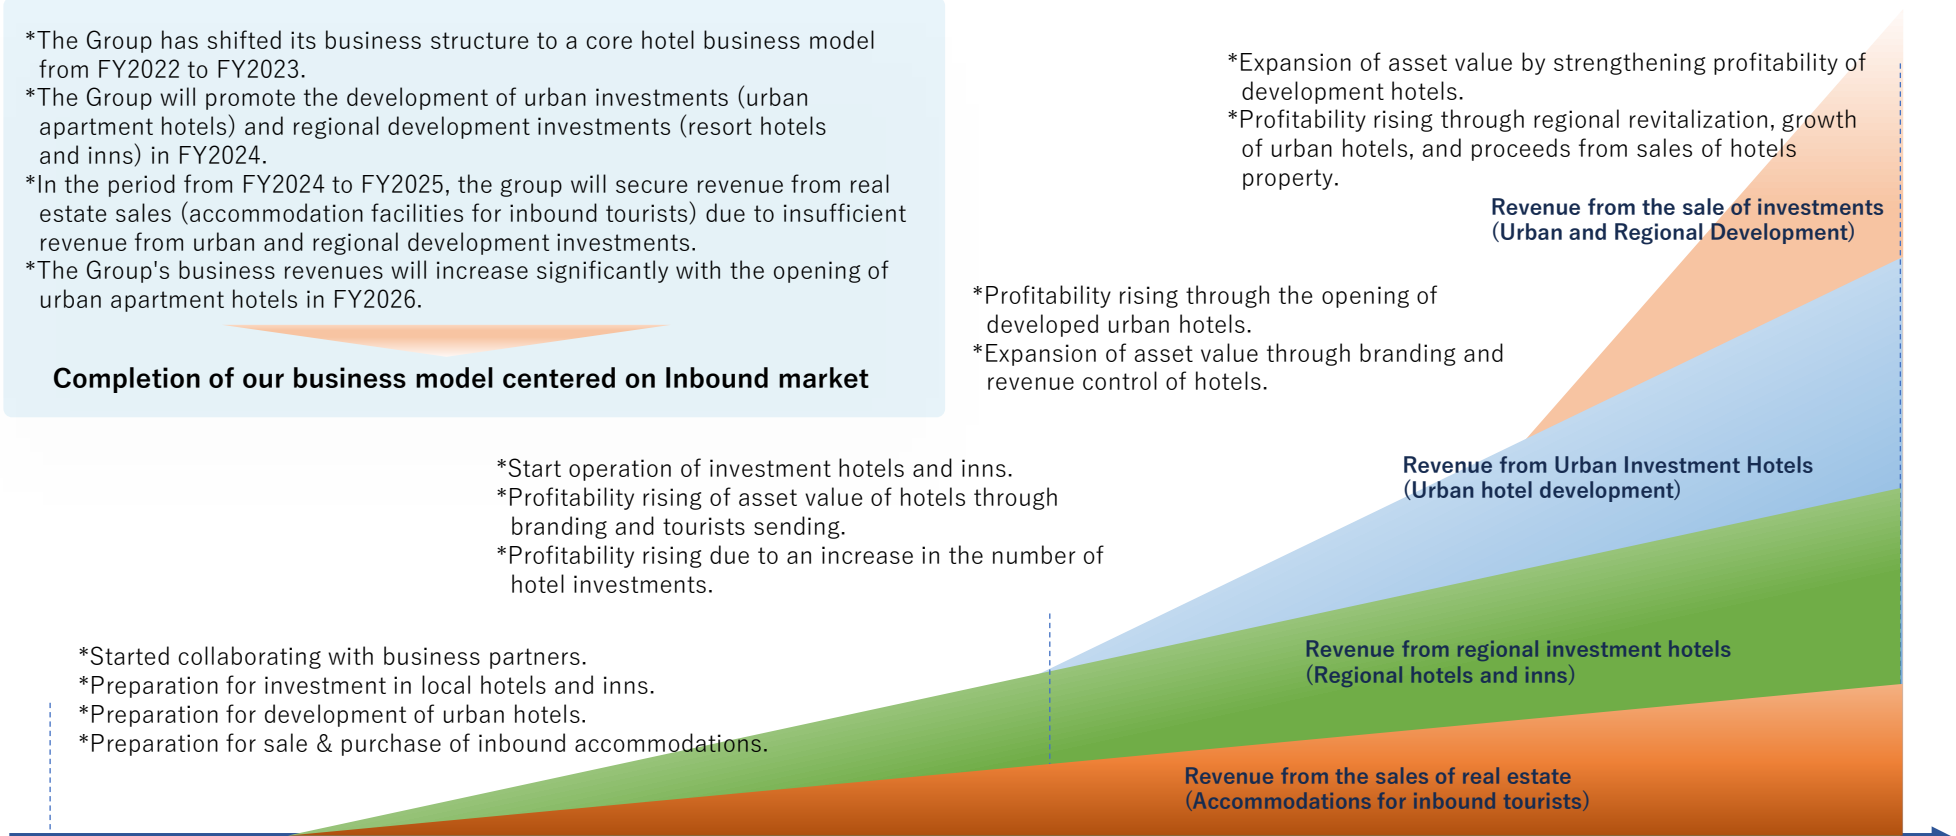 *The Group has shifted its business structure to a core hotel business model
from FY2022 to FY2023.
*The Group will promote the development of urban investments (urban
apartment hotels) and regional development investments (resort hotels
and inns) in FY2024.
*In the period from FY2024 to FY2025, the group will secure revenue from real
estate sales (accommodation facilities for inbound tourists) due to insufficient
revenue from urban and regional development investments.
*The Group's business revenues will increase significantly with the opening of
urban apartment hotels in FY2026.
Completion of our business model centered on Inbound market
*Expansion of asset value by strengthening profitability of
development hotels.
*Profitability rising through regional revitalization, growth
of urban hotels, and proceeds from sales of hotels
property.
Revenue from the sale of investments
(Urban and Regional Development)
*Profitability rising through the opening of
developed urban hotels.
*Expansion of asset value through branding and
revenue control of hotels.
Revenue from Urban Investment Hotels
(Urban hotel development)
*Start operation of investment hotels and inns.
*Profitability rising of asset value of hotels through
branding and tourists sending.
*Profitability rising due to an increase in the number of
hotel investments.
Revenue from regional investment hotels
(Regional hotels and inns)
*Started collaborating with business partners.
*Preparation for investment in local hotels and inns.
*Preparation for development of urban hotels.
*Preparation for sale & purchase of inbound accommodations.
Revenue from the sales of real estate
(Accommodations for inbound tourists)